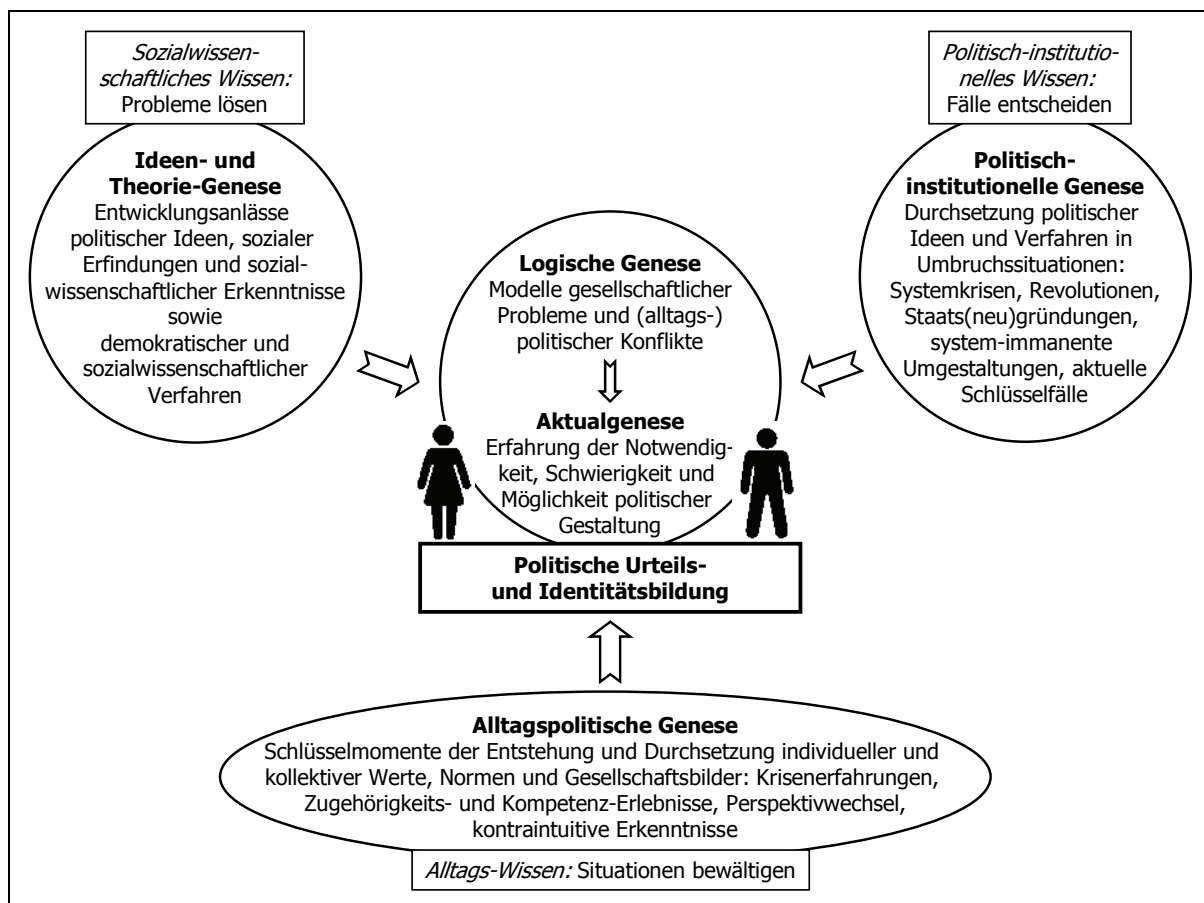 Sozialwissen-
schaftliches Wissen:
Probleme lösen
Ideen- und
Theorie-Genese
Entwicklungsanlässe
politischer Ideen, sozialer
Erfindungen und sozial-
wissenschaftlicher Erkenntnisse
sowie
demokratischer und
sozialwissenschaftlicher
Verfahren
Politisch-institutio-
nelles Wissen:
Fälle entscheiden
Politisch-
institutionelle Genese
Durchsetzung politischer
Ideen und Verfahren in
Umbruchssituationen:
Systemkrisen, Revolutionen,
Staats(neu)gründungen,
system-immanente
Umgestaltungen, aktuelle
Schlüsselfälle
Logische Genese
Modelle gesellschaftlicher
Probleme und (alltags-)
politischer Konflikte
Aktualgenese
Erfahrung der Notwendig-
keit, Schwierigkeit und
Möglichkeit politischer
Gestaltung
Politische Urteils-
und Identitätsbildung
Alltagspolitische Genese
Schlüsselmomente der Entstehung und Durchsetzung individueller und
kollektiver Werte, Normen und Gesellschaftsbilder: Krisenerfahrungen,
Zugehörigkeits- und Kompetenz-Erlebnisse, Perspektivwechsel,
kontraintuitive Erkenntnisse
Alltags-Wissen: Situationen bewältigen